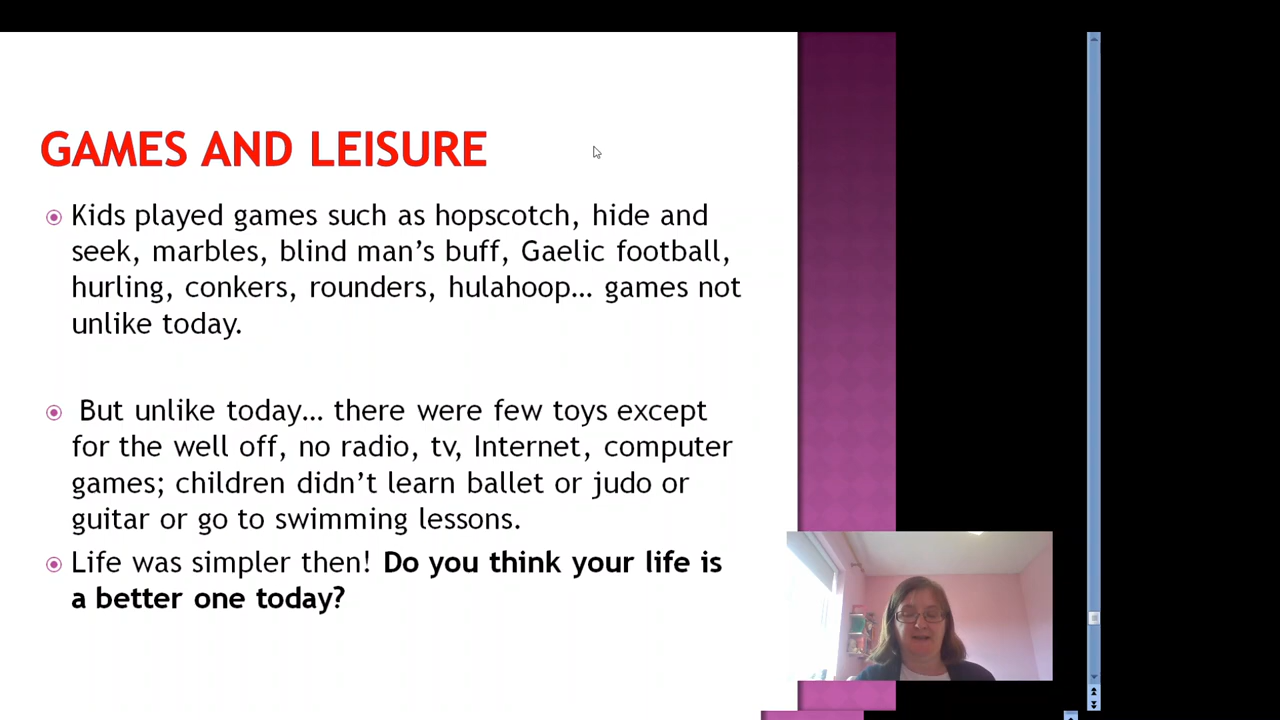 GAMES AND LEISURE
Kids played games such as hopscotch, hide and
seek, marbles, blind man’s buff, Gaelic football,
hurling, conkers, rounders, hulahoop… games not
unlike today.
But unlike today… there were few toys except
for the well off, no radio, tv, Internet, computer
games; children didn’t learn ballet or judo or
guitar or go to swimming lessons.
Life was simpler then! Do you think your life is
a better one today?